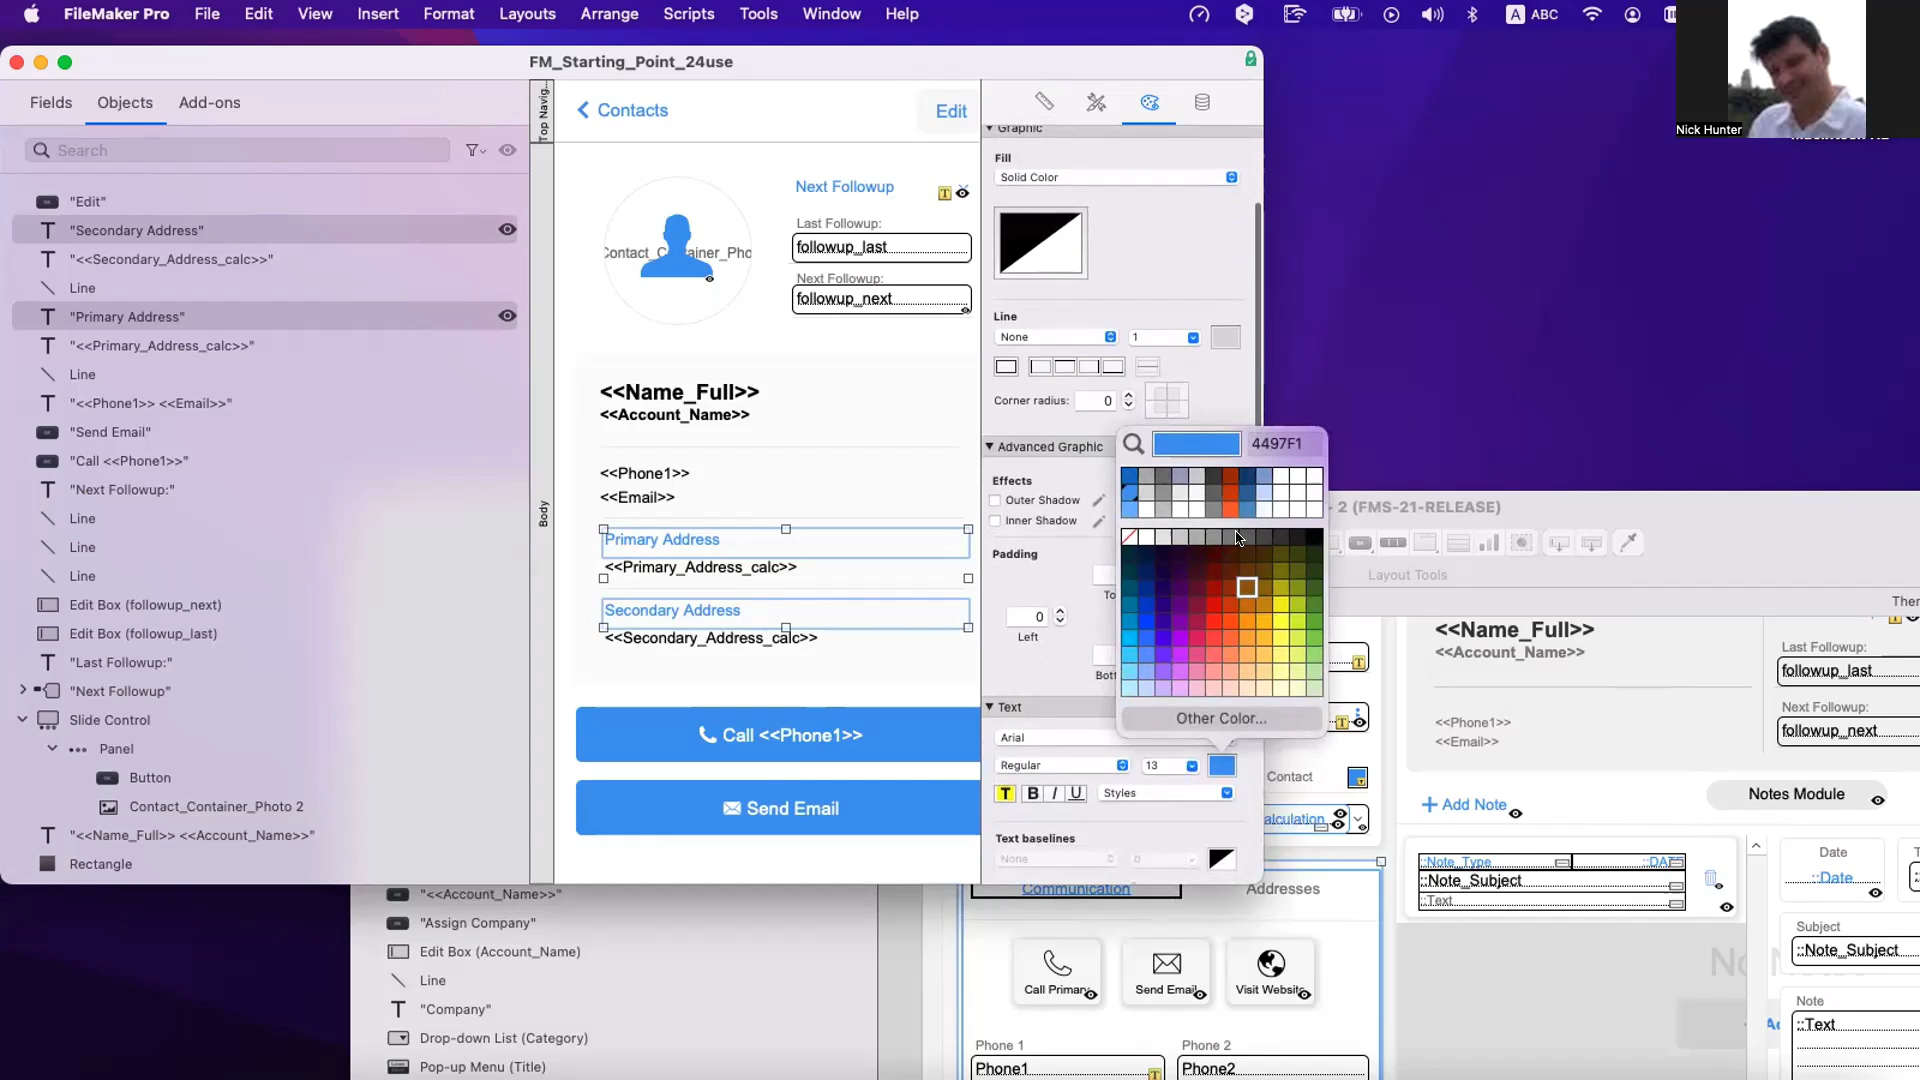 FileMaker Pro File Edit View Insert Format Layouts Arrange Scripts Tools Window Help
A ABC
Nick Hunter
FM_Starting_Point_24use
Fields Objects Add-ons
Search
"Edit"
"Secondary Address"
"<<Secondary_Address_calc>>"
Line
"Primary Address"
"<<Primary_Address_calc>>"
Line
"<<Phone1>> <<Email>>"
"Send Email"
"Call <<Phone1>>"
"Next Followup:"
Line
Line
Line
Edit Box (followup_next)
Edit Box (followup_last)
"Last Followup:"
"Next Followup"
Slide Control
Panel
Button
Contact_Container_Photo 2
"<<Name_Full>> <<Account_Name>>"
Rectangle
Top Navig...
Body
Contacts
Edit
Next Followup
T
Last Followup:
followup_last
Next Followup:
followup_next
<<Name_Full>>
<<Account_Name>>
<<Phone1>>
<<Email>>
Primary Address
<<Primary_Address_calc>>
Secondary Address
<<Secondary_Address_calc>>
Call <<Phone1>>
Send Email
Graphic
Fill
Solid Color
Line
None 1
Corner radius: 0
Advanced Graphic
Effects
Outer Shadow
Inner Shadow
Padding
0
Left
4497F1
Other Color...
Text
Arial
Regular 13
T B I U Styles
Text baselines
None 0
- 2 (FMS-21-RELEASE)
Layout Tools
<<Name_Full>>
<<Account_Name>>
Last Followup:
followup_last
<<Phone1>>
<<Email>>
Next Followup:
followup_next
Contact
+ Add Note
Notes Module
::Note_Type
::Note_Subject
::Text
Date
::Date
Subject
::Note_Subject
Note
::Text
"<<Account_Name>>"
"Assign Company"
Edit Box (Account_Name)
Line
"Company"
Drop-down List (Category)
Pop-up Menu (Title)
Communication
Addresses
Send Email
Phone 1
Phone1
Phone 2
Phone2